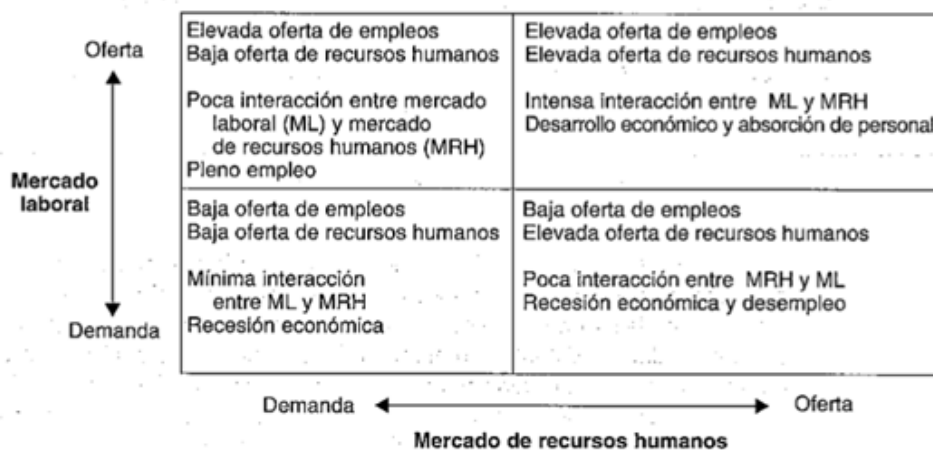 Oferta
Elevada oferta de empleos
Baja oferta de recursos humanos
Poca interacción entre mercado
laboral (ML) y mercado
de recursos humanos (MRH)
Pleno empleo
Elevada oferta de empleos
Elevada oferta de recursos humanos
Intensa interacción entre ML y MRH
Desarrollo económico y absorción de personal
Mercado
laboral
Baja oferta de empleos
Baja oferta de recursos humanos
Mínima interacción
entre ML y MRH
Recesión económica
Baja oferta de empleos
Elevada oferta de recursos humanos
Poca interacción entre MRH y ML
Recesión económica y desempleo
Demanda
Demanda
Oferta
Mercado de recursos humanos